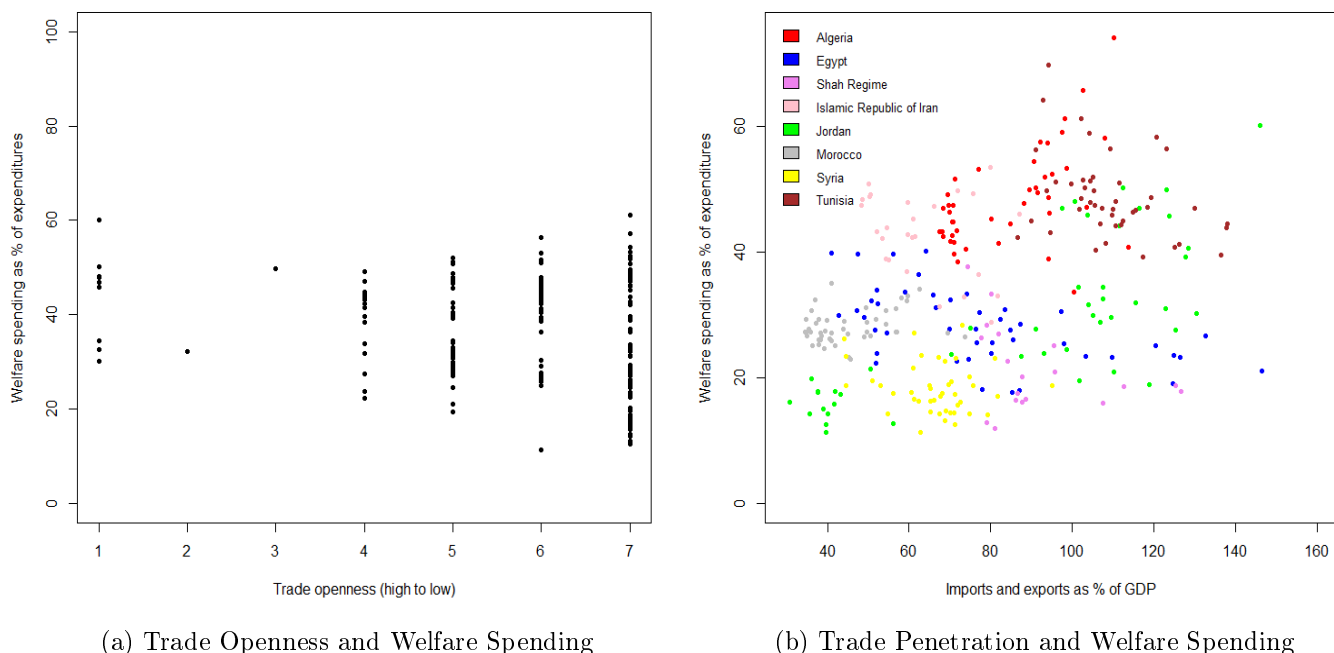 100
80
60
40
20
0
Welfare spending as % of expenditures
1 2 3 4 5 6 7
Trade openness (high to low)
(a) Trade Openness and Welfare Spending
Algeria
Egypt
Shah Regime
Islamic Republic of Iran
Jordan
Morocco
Syria
Tunisia
60
40
20
0
Welfare spending as % of expenditures
40 60 80 100 120 140 160
Imports and exports as % of GDP
(b) Trade Penetration and Welfare Spending